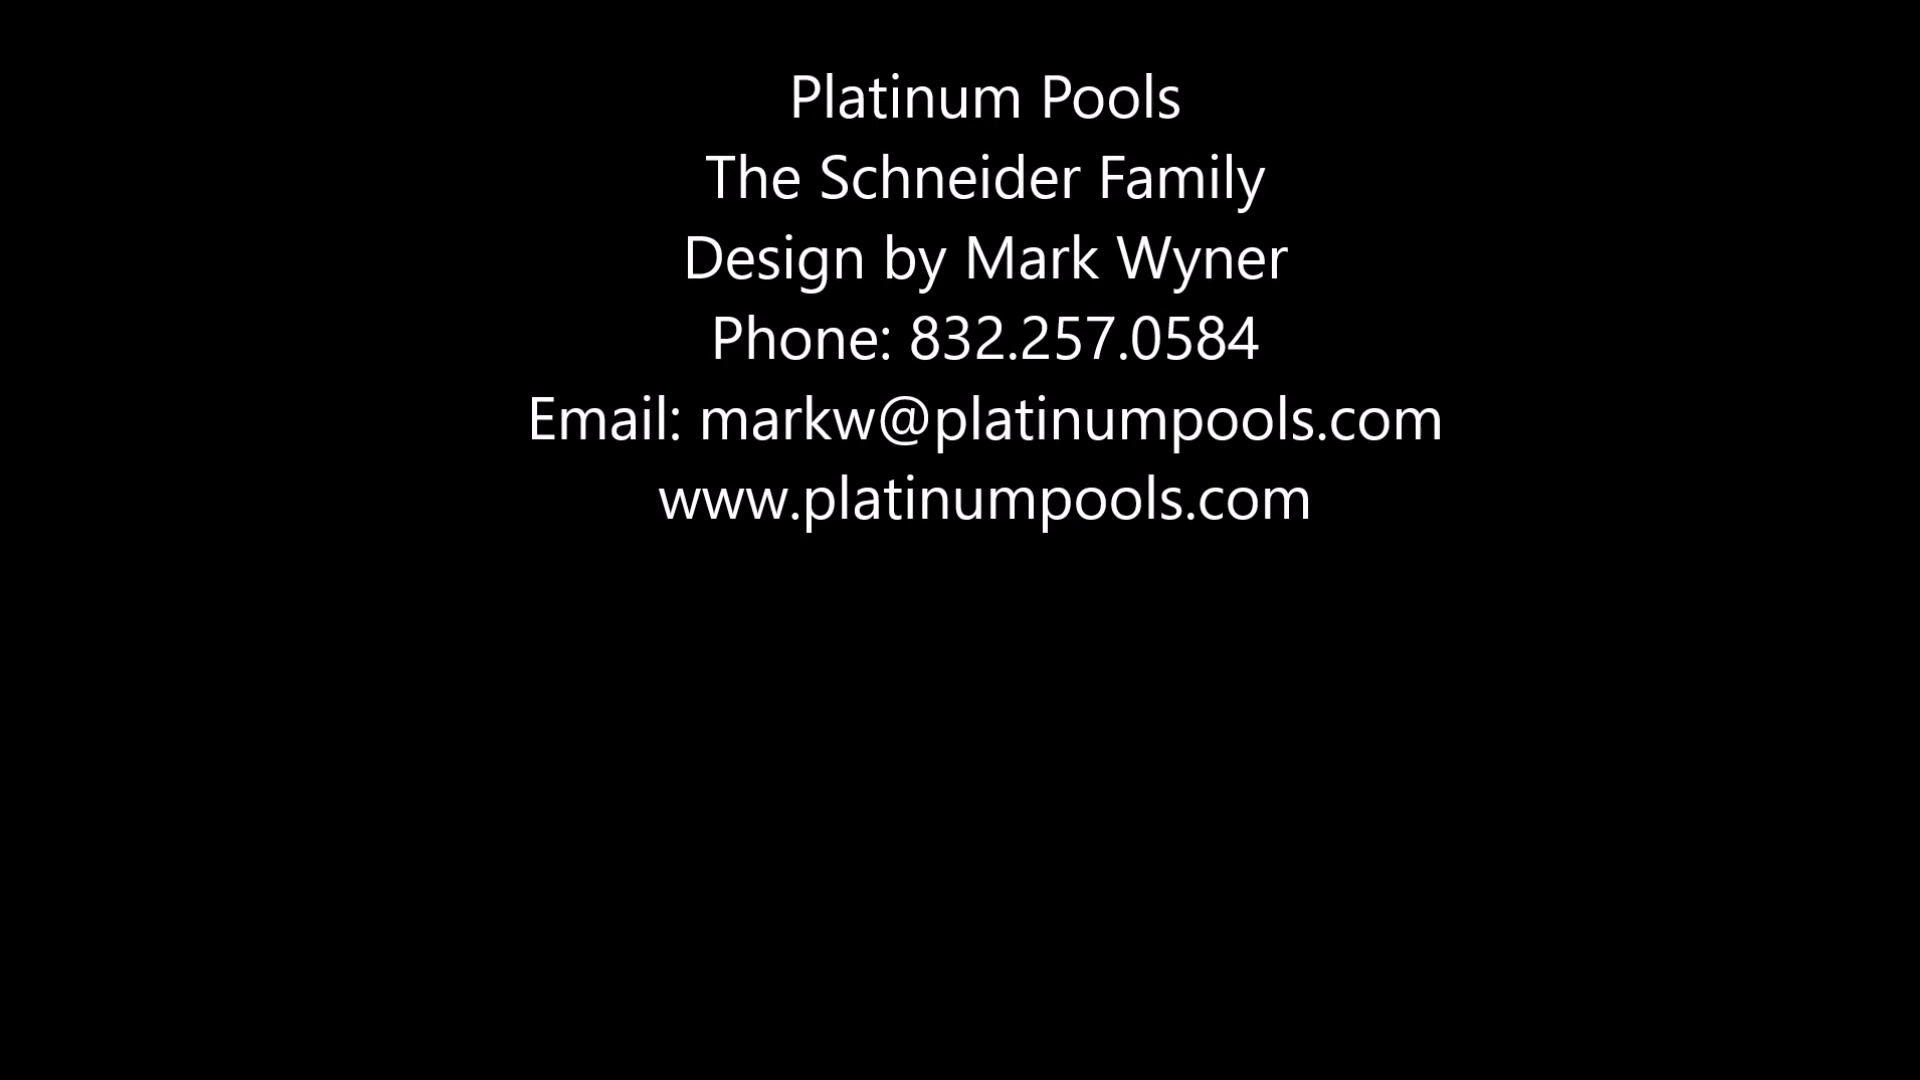 Platinum Pools
The Schneider Family
Design by Mark Wyner
Phone: 832.257.0584
Email: markw@platinumpools.com
www.platinumpools.com